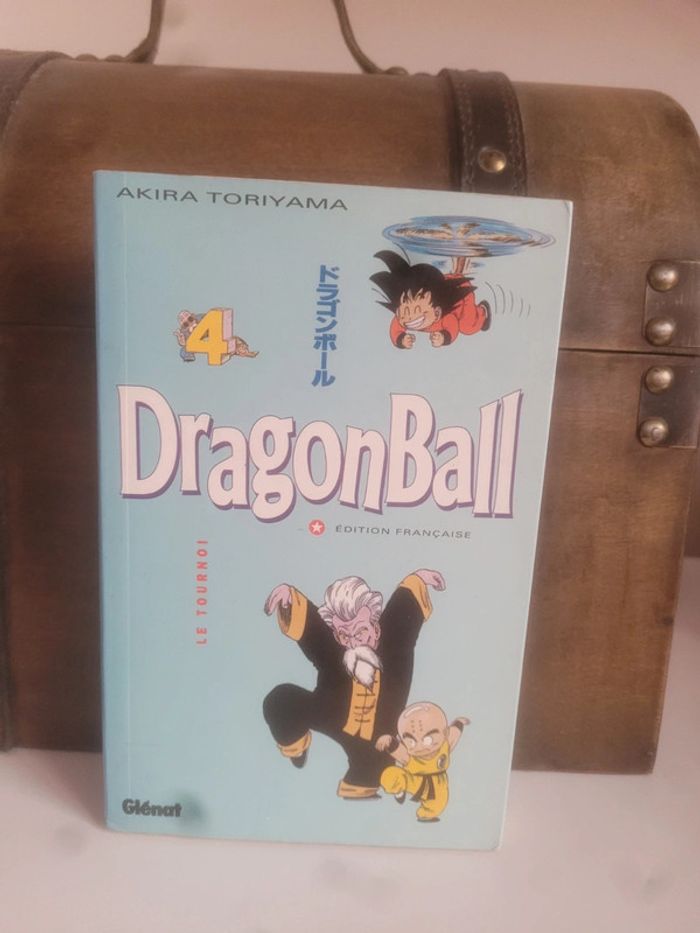 AKIRA TORIYAMA
ドラゴンボール
4
DragonBall
ÉDITION FRANÇAISE
LE TOURNOI
Glénat